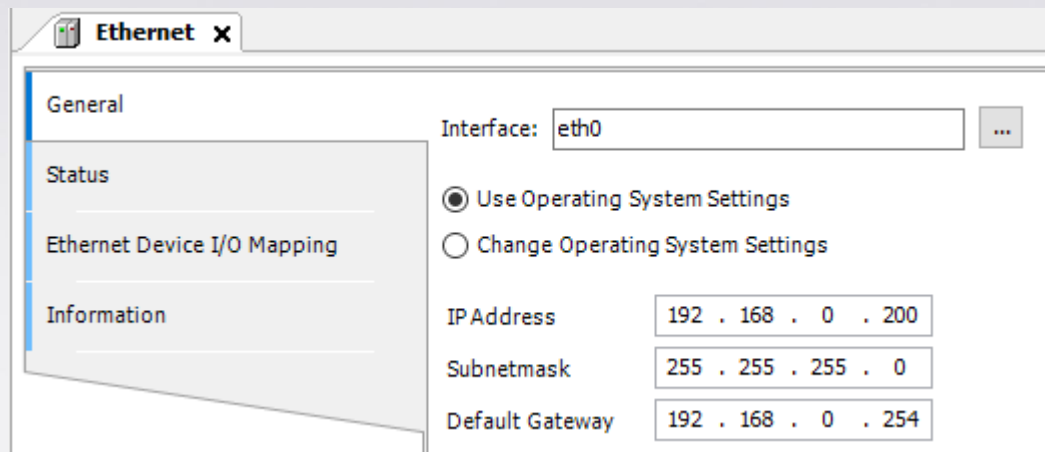 Ethernet x
General
Interface: eth0 ...
Status
Use Operating System Settings
Ethernet Device I/O Mapping
Change Operating System Settings
Information
IP Address 192 . 168 . 0 . 200
Subnetmask 255 . 255 . 255 . 0
Default Gateway 192 . 168 . 0 . 254